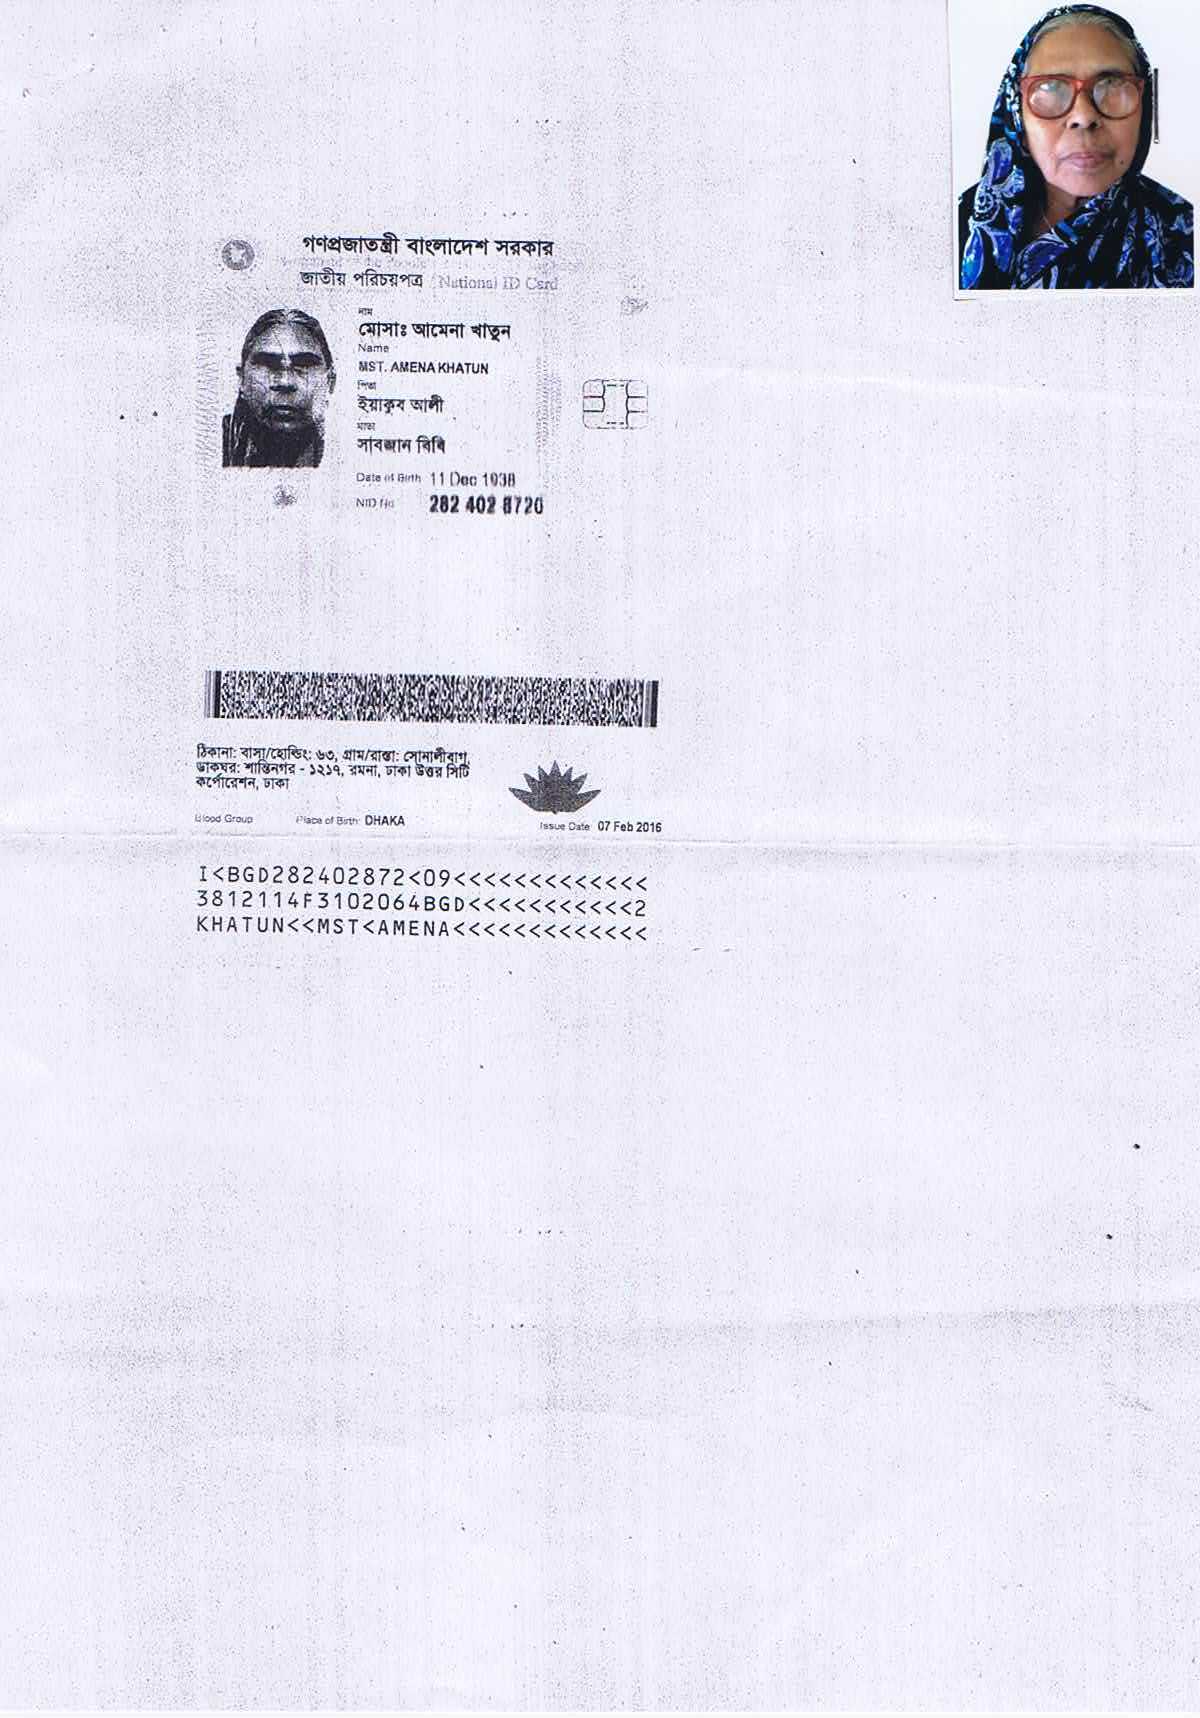 গণপ্রজাতন্ত্রী বাংলাদেশ সরকার
জাতীয় পরিচয়পত্র / National ID Card
নাম
মোসাঃ আমেনা খাতুন
Name
MST. AMENA KHATUN
পিতা
ইয়াকুব আলী
মাতা
সাবজান বিবি
Date of Birth 11 Dec 1938
NID No 282 402 8720
ঠিকানা: বাসা/হোল্ডিং: ৬৩, গ্রাম/রাস্তা: সোনালীবাগ,
ডাকঘর: শান্তিনগর - ১২১৭, রমনা, ঢাকা উত্তর সিটি
কর্পোরেশন, ঢাকা
Blood Group Place of Birth: DHAKA Issue Date 07 Feb 2016
I<BGD282402872<09<<<<<<<<<<<<<
3812114F3102064BGD<<<<<<<<<<<2
KHATUN<<MST<AMENA<<<<<<<<<<<<<